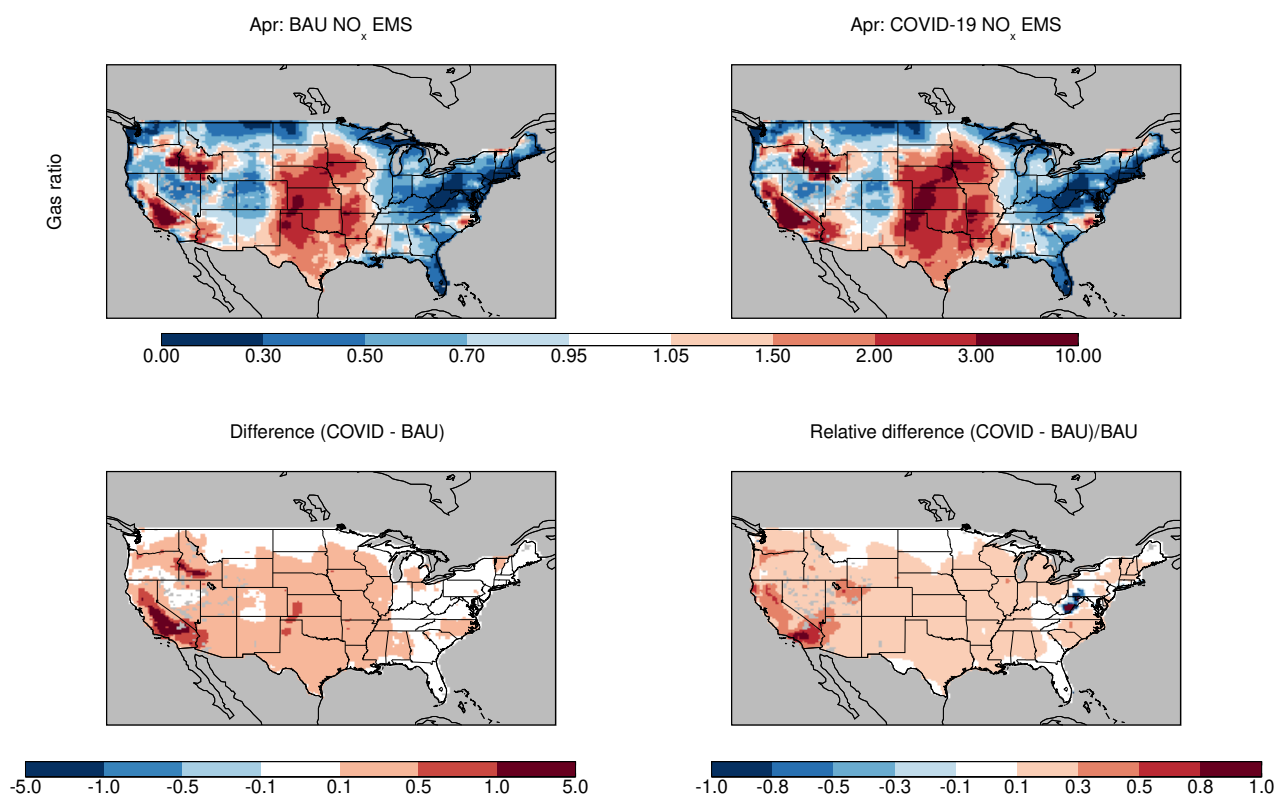 Apr: BAU NOx EMS
Apr: COVID-19 NOx EMS
Gas ratio
0.00 0.30 0.50 0.70 0.95 1.05 1.50 2.00 3.00 10.00
Difference (COVID - BAU)
Relative difference (COVID - BAU)/BAU
-5.0 -1.0 -0.5 -0.1 0.1 0.5 1.0 5.0
-1.0 -0.8 -0.5 -0.1 0.1 0.3 0.5 0.8 1.0